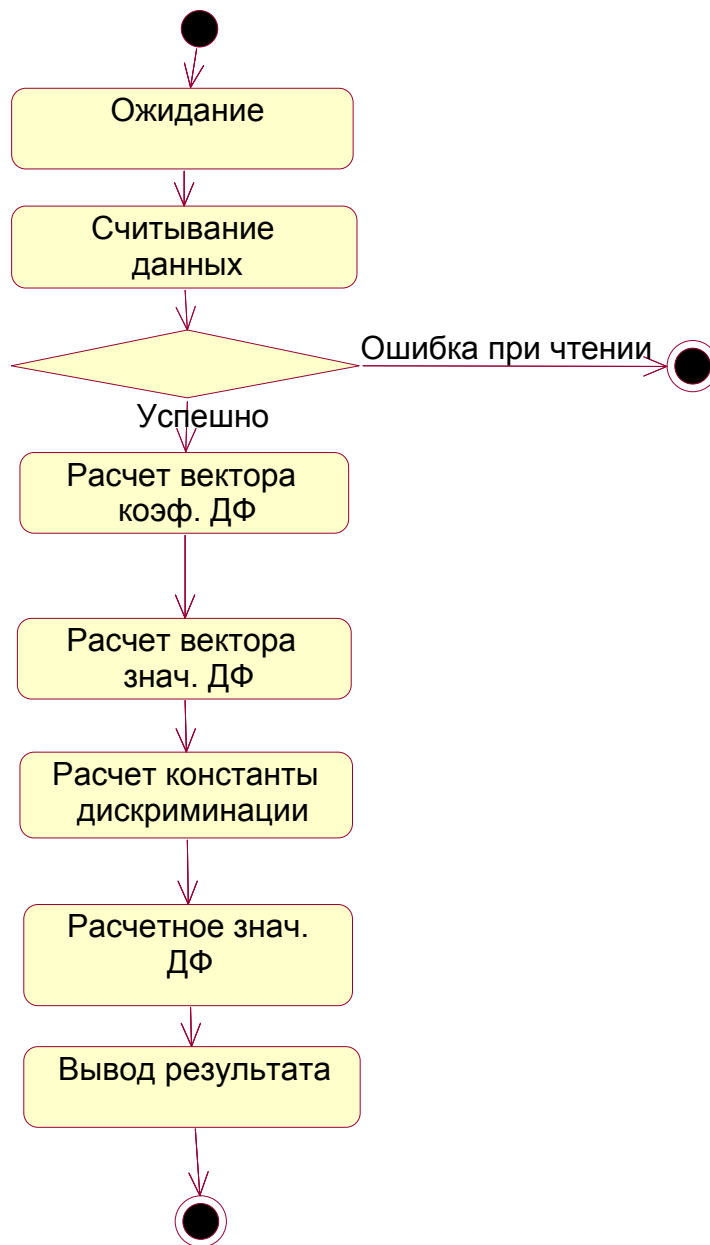 Ожидание
Считывание
данных
Ошибка при чтении
Успешно
Расчет вектора
коэф. ДФ
Расчет вектора
знач. ДФ
Расчет константы
дискриминации
Расчетное знач.
ДФ
Вывод результата